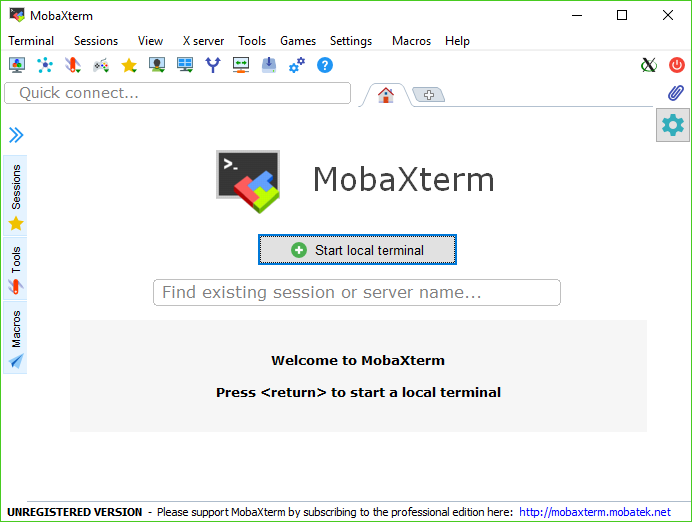 MobaXterm
Terminal Sessions View X server Tools Games Settings Macros Help
Quick connect...
Sessions
Tools
Macros
>_
MobaXterm
Start local terminal
Find existing session or server name...
Welcome to MobaXterm
Press <return> to start a local terminal
UNREGISTERED VERSION - Please support MobaXterm by subscribing to the professional edition here: http://mobaxterm.mobatek.net